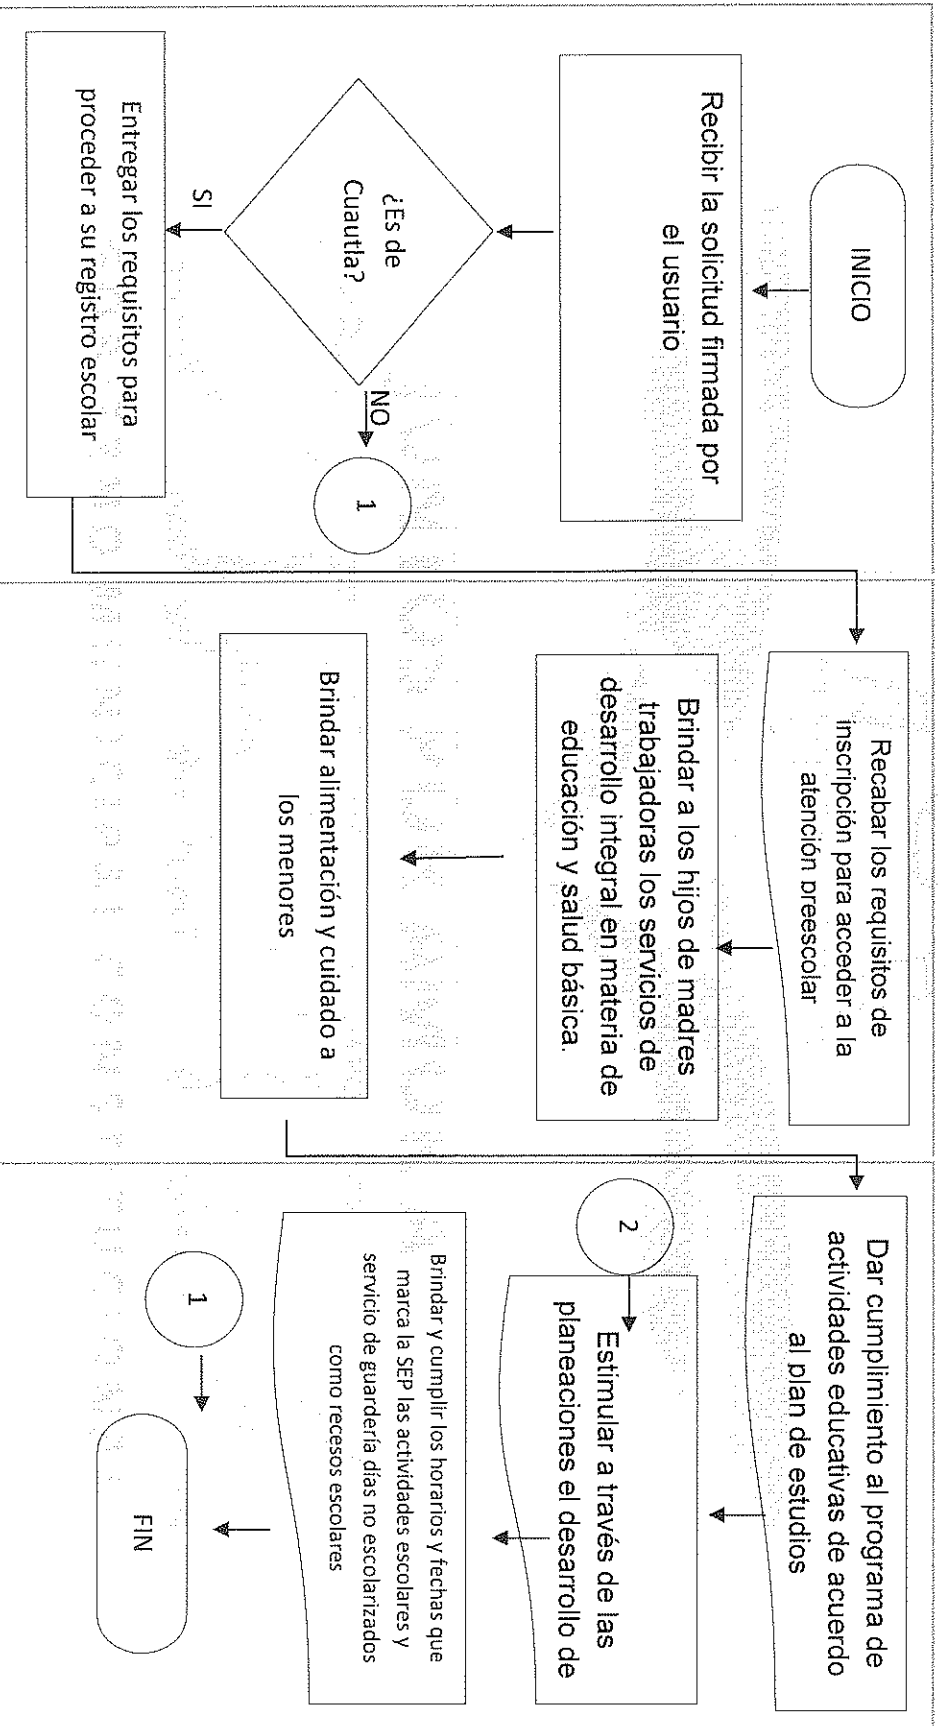 INICIO
Recibir la solicitud firmada por
el usuario
¿Es de
Cuautla?
NO
1
SI
Entregar los requisitos para
proceder a su registro escolar
Recabar los requisitos de
inscripción para acceder a la
atención preescolar
Brindar a los hijos de madres
trabajadoras los servicios de
desarrollo integral en materia de
educación y salud básica.
Brindar alimentación y cuidado a
los menores
Dar cumplimiento al programa de
actividades educativas de acuerdo
al plan de estudios
2
Estimular a través de las
planeaciones el desarrollo de
Brindar y cumplir los horarios y fechas que
marca la SEP las actividades escolares y
servicio de guardería días no escolarizados
como recesos escolares
1
FIN